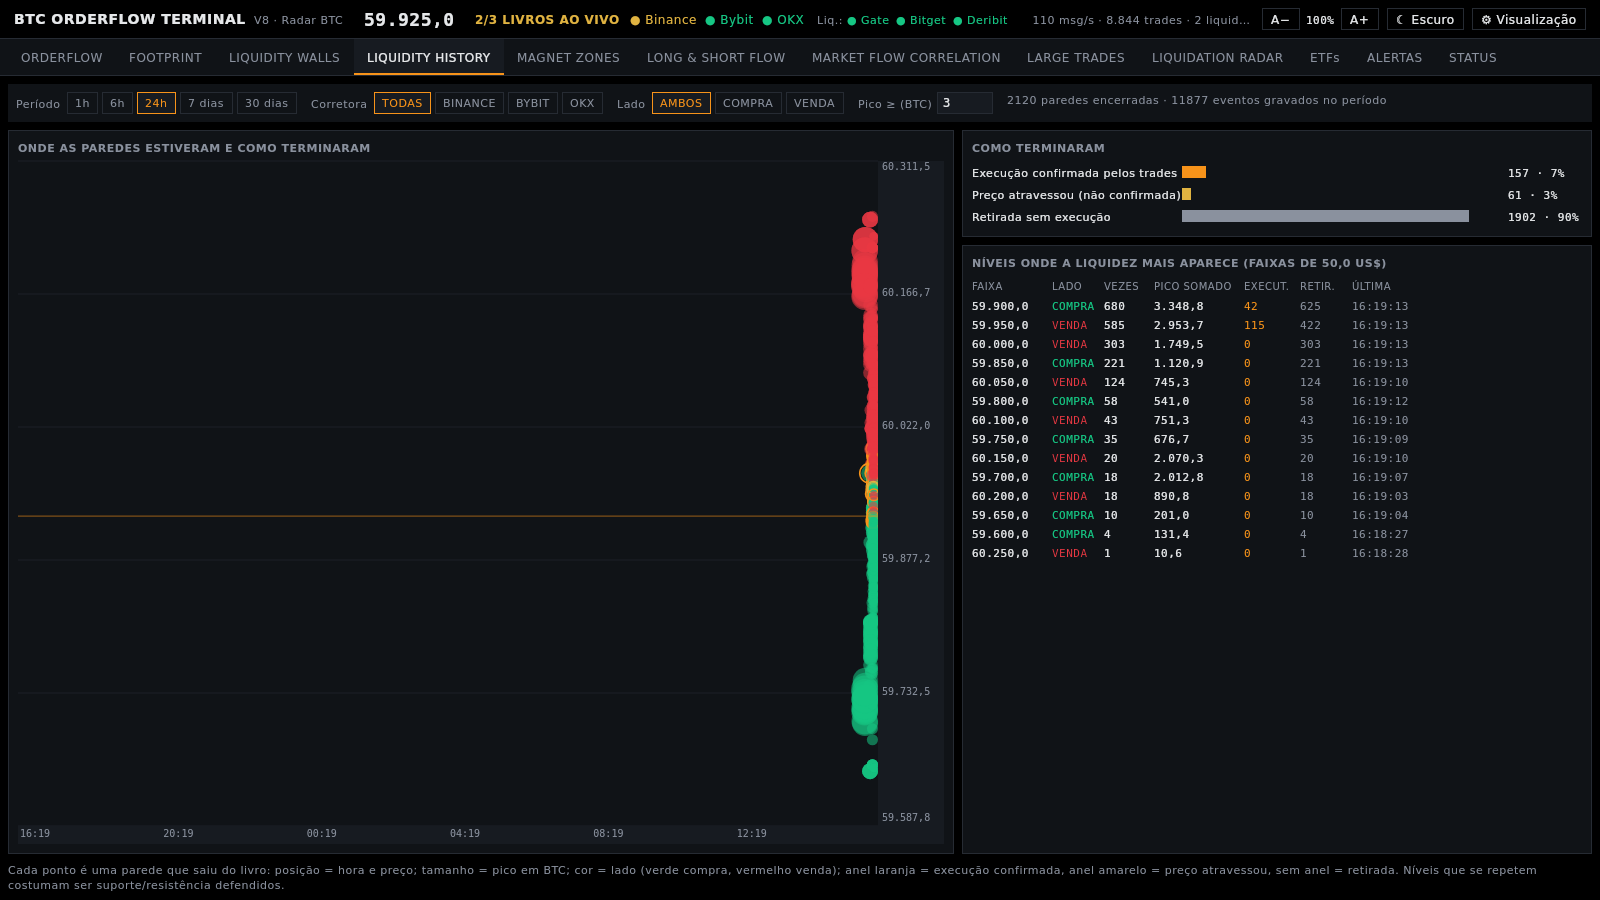 BTC ORDERFLOW TERMINAL V8 · Radar BTC 59.925,0 2/3 LIVROS AO VIVO ● Binance ● Bybit ● OKX Liq.: ● Gate ● Bitget ● Deribit 110 msg/s · 8.844 trades · 2 liquid… A− 100% A+ ☾ Escuro ⚙ Visualização
ORDERFLOW FOOTPRINT LIQUIDITY WALLS LIQUIDITY HISTORY MAGNET ZONES LONG & SHORT FLOW MARKET FLOW CORRELATION LARGE TRADES LIQUIDATION RADAR ETFs ALERTAS STATUS
Período 1h 6h 24h 7 dias 30 dias Corretora TODAS BINANCE BYBIT OKX Lado AMBOS COMPRA VENDA Pico ≥ (BTC) 3 2120 paredes encerradas · 11877 eventos gravados no período
ONDE AS PAREDES ESTIVERAM E COMO TERMINARAM
60.311,5
60.166,7
60.022,0
59.877,2
59.732,5
59.587,8
16:19 20:19 00:19 04:19 08:19 12:19
COMO TERMINARAM
Execução confirmada pelos trades 157 · 7%
Preço atravessou (não confirmada) 61 · 3%
Retirada sem execução 1902 · 90%
NÍVEIS ONDE A LIQUIDEZ MAIS APARECE (FAIXAS DE 50,0 US$)
FAIXA LADO VEZES PICO SOMADO EXECUT. RETIR. ÚLTIMA
59.900,0 COMPRA 680 3.348,8 42 625 16:19:13
59.950,0 VENDA 585 2.953,7 115 422 16:19:13
60.000,0 VENDA 303 1.749,5 0 303 16:19:13
59.850,0 COMPRA 221 1.120,9 0 221 16:19:13
60.050,0 VENDA 124 745,3 0 124 16:19:10
59.800,0 COMPRA 58 541,0 0 58 16:19:12
60.100,0 VENDA 43 751,3 0 43 16:19:10
59.750,0 COMPRA 35 676,7 0 35 16:19:09
60.150,0 VENDA 20 2.070,3 0 20 16:19:10
59.700,0 COMPRA 18 2.012,8 0 18 16:19:07
60.200,0 VENDA 18 890,8 0 18 16:19:03
59.650,0 COMPRA 10 201,0 0 10 16:19:04
59.600,0 COMPRA 4 131,4 0 4 16:18:27
60.250,0 VENDA 1 10,6 0 1 16:18:28
Cada ponto é uma parede que saiu do livro: posição = hora e preço; tamanho = pico em BTC; cor = lado (verde compra, vermelho venda); anel laranja = execução confirmada, anel amarelo = preço atravessou, sem anel = retirada. Níveis que se repetem
costumam ser suporte/resistência defendidos.